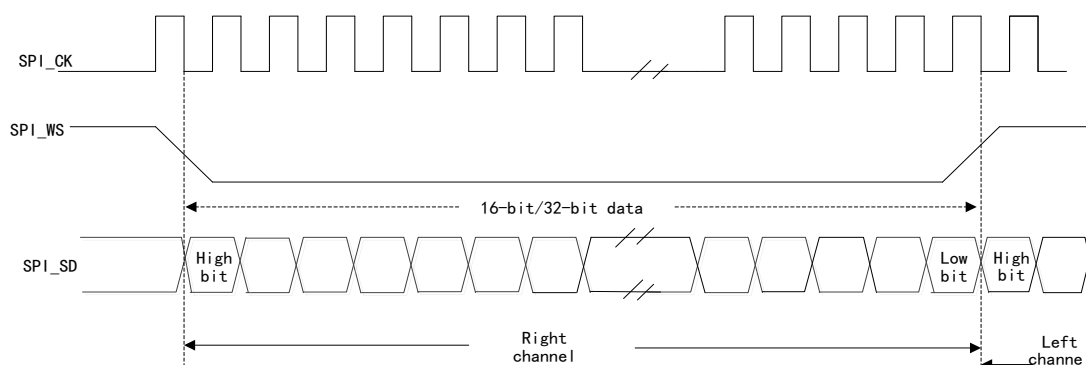 SPI_CK
SPI_WS
16-bit/32-bit data
SPI_SD
High
bit
Low
bit
High
bit
Right
channel
Left
channe